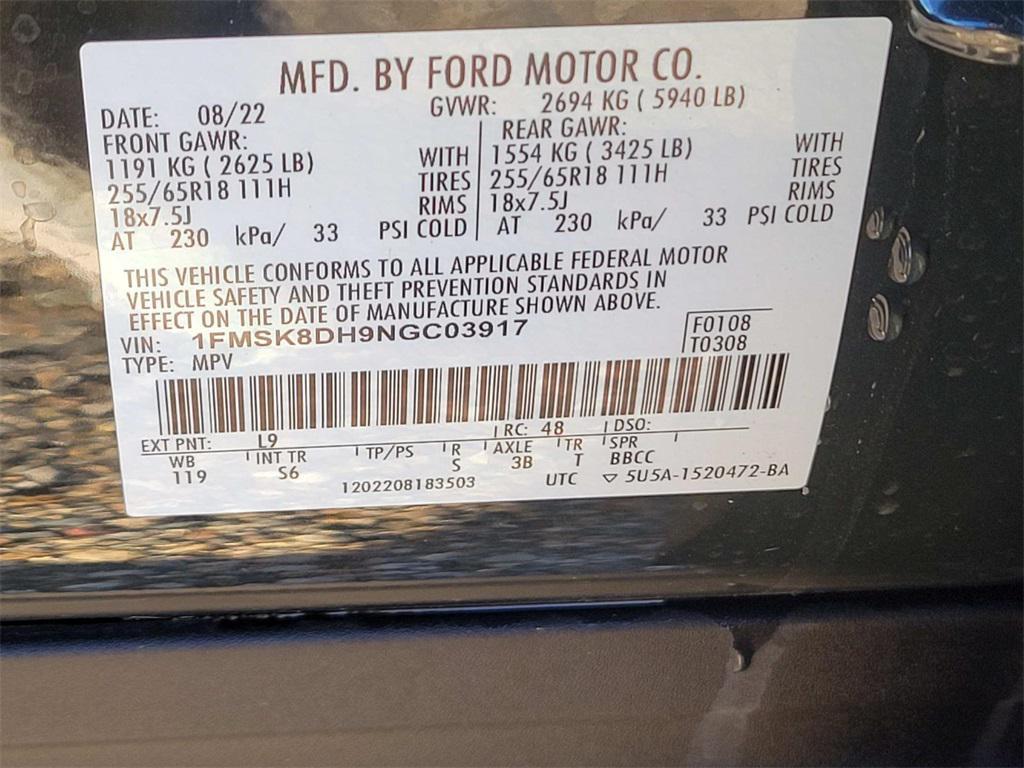 MFD. BY FORD MOTOR CO.
DATE: 08/22 GVWR: 2694 KG ( 5940 LB)
FRONT GAWR: REAR GAWR:
1191 KG ( 2625 LB) WITH 1554 KG ( 3425 LB) WITH
255/65R18 111H TIRES 255/65R18 111H TIRES
18x7.5J RIMS 18x7.5J RIMS
AT 230 kPa/ 33 PSI COLD AT 230 kPa/ 33 PSI COLD
THIS VEHICLE CONFORMS TO ALL APPLICABLE FEDERAL MOTOR
VEHICLE SAFETY AND THEFT PREVENTION STANDARDS IN
EFFECT ON THE DATE OF MANUFACTURE SHOWN ABOVE.
VIN: 1FMSK8DH9NGC03917 F0108
TYPE: MPV T0308
EXT PNT: L9 RC: 48 DSO:
WB INT TR TP/PS R AXLE TR SPR
119 S6 S 3B T BBCC
1202208183503 UTC ▽ 5U5A-1520472-BA